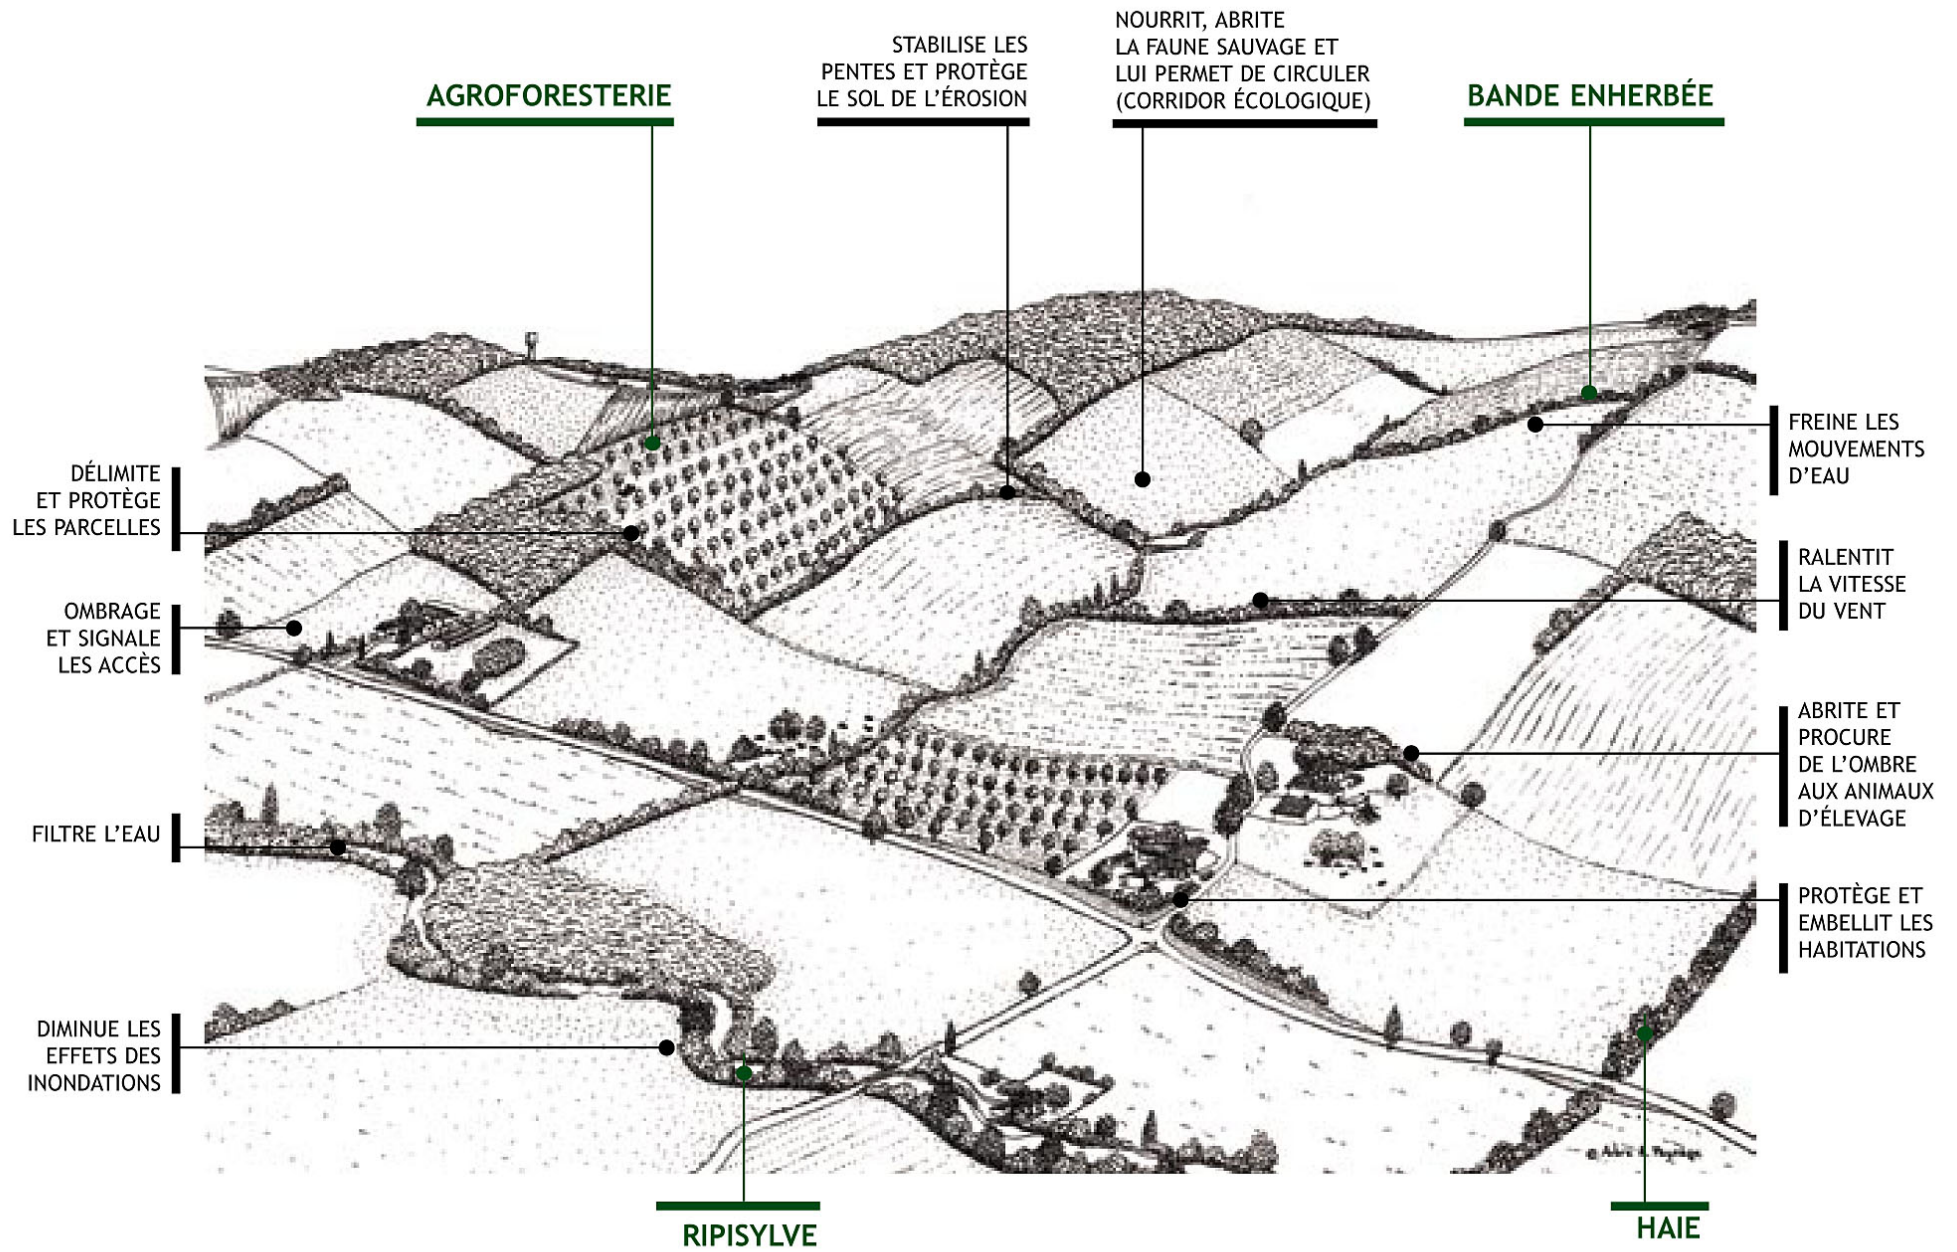 AGROFORESTERIE
STABILISE LES
PENTES ET PROTÈGE
LE SOL DE L'ÉROSION
NOURRIT, ABRITE
LA FAUNE SAUVAGE ET
LUI PERMET DE CIRCULER
(CORRIDOR ÉCOLOGIQUE)
BANDE ENHERBÉE
DÉLIMITE
ET PROTÈGE
LES PARCELLES
OMBRAGE
ET SIGNALE
LES ACCÈS
FILTRE L'EAU
DIMINUE LES
EFFETS DES
INONDATIONS
FREINE LES
MOUVEMENTS
D'EAU
RALENTIT
LA VITESSE
DU VENT
ABRITE ET
PROCURE
DE L'OMBRE
AUX ANIMAUX
D'ÉLEVAGE
PROTÈGE ET
EMBELLIT LES
HABITATIONS
RIPISYLVE
HAIE